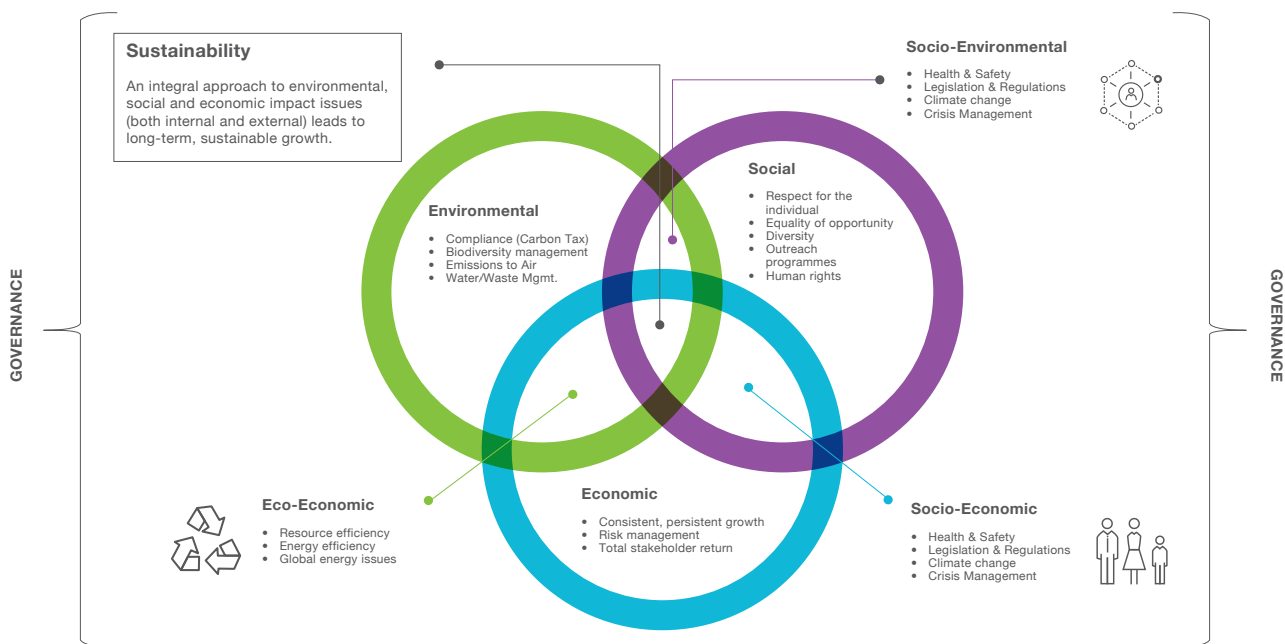 GOVERNANCE
Sustainability
An integral approach to environmental,
social and economic impact issues
(both internal and external) leads to
long-term, sustainable growth.
Socio-Environmental
• Health & Safety
• Legislation & Regulations
• Climate change
• Crisis Management
Environmental
• Compliance (Carbon Tax)
• Biodiversity management
• Emissions to Air
• Water/Waste Mgmt.
Social
• Respect for the
individual
• Equality of opportunity
• Diversity
• Outreach
programmes
• Human rights
Eco-Economic
• Resource efficiency
• Energy efficiency
• Global energy issues
Economic
• Consistent, persistent growth
• Risk management
• Total stakeholder return
Socio-Economic
• Health & Safety
• Legislation & Regulations
• Climate change
• Crisis Management
GOVERNANCE